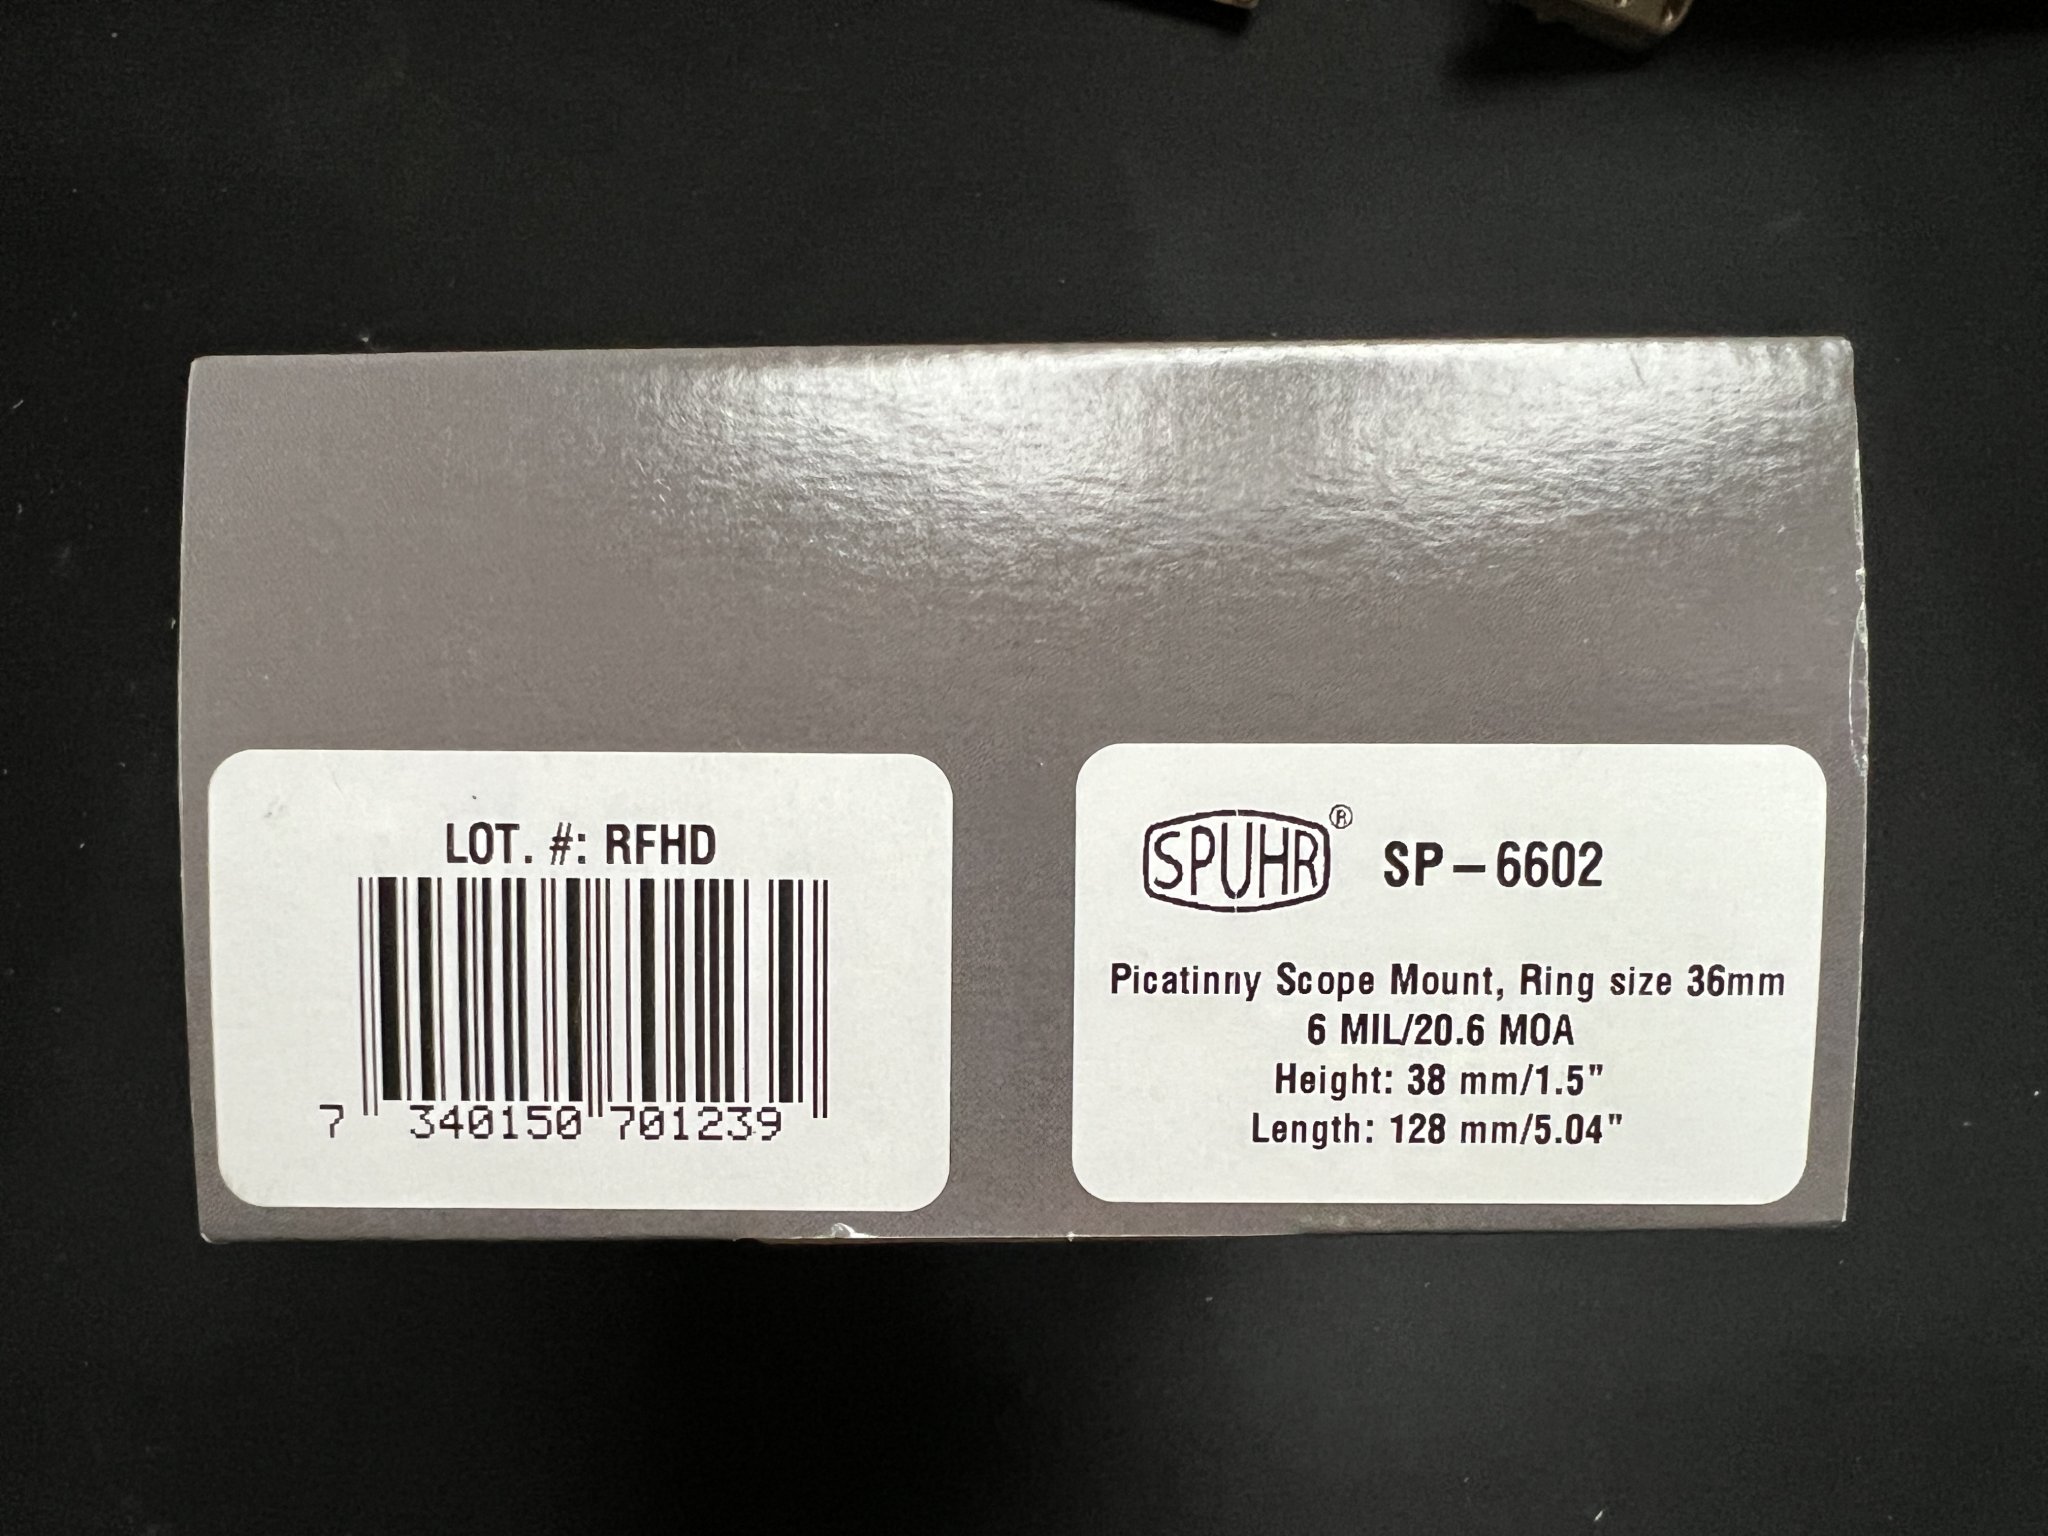 LOT. #: RFHD
7 340150 701239
SPUHR® SP-6602
Picatinny Scope Mount, Ring size 36mm
6 MIL/20.6 MOA
Height: 38 mm/1.5"
Length: 128 mm/5.04"